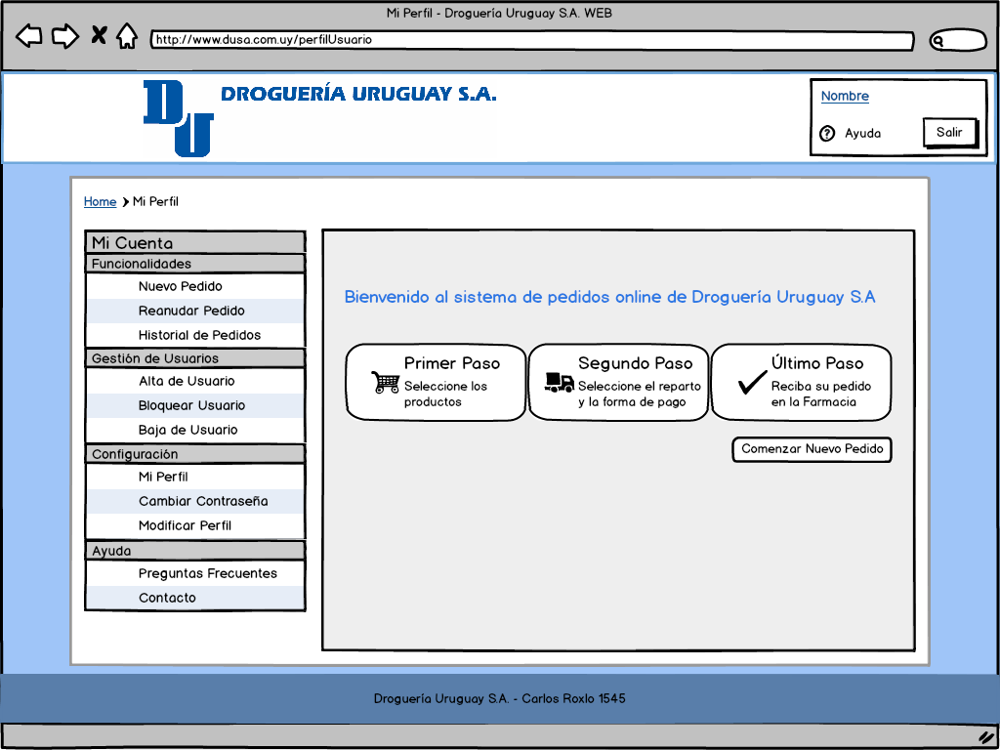 Mi Perfil - Droguería Uruguay S.A. WEB
http://www.dusa.com.uy/perfilUsuario
DU
DROGUERÍA URUGUAY S.A.
Nombre
? Ayuda
Salir
Home > Mi Perfil
Mi Cuenta
Funcionalidades
Nuevo Pedido
Reanudar Pedido
Historial de Pedidos
Gestión de Usuarios
Alta de Usuario
Bloquear Usuario
Baja de Usuario
Configuración
Mi Perfil
Cambiar Contraseña
Modificar Perfil
Ayuda
Preguntas Frecuentes
Contacto
Bienvenido al sistema de pedidos online de Droguería Uruguay S.A
Primer Paso
Seleccione los
productos
Segundo Paso
Seleccione el reparto
y la forma de pago
Último Paso
Reciba su pedido
en la Farmacia
Comenzar Nuevo Pedido
Droguería Uruguay S.A. - Carlos Roxlo 1545